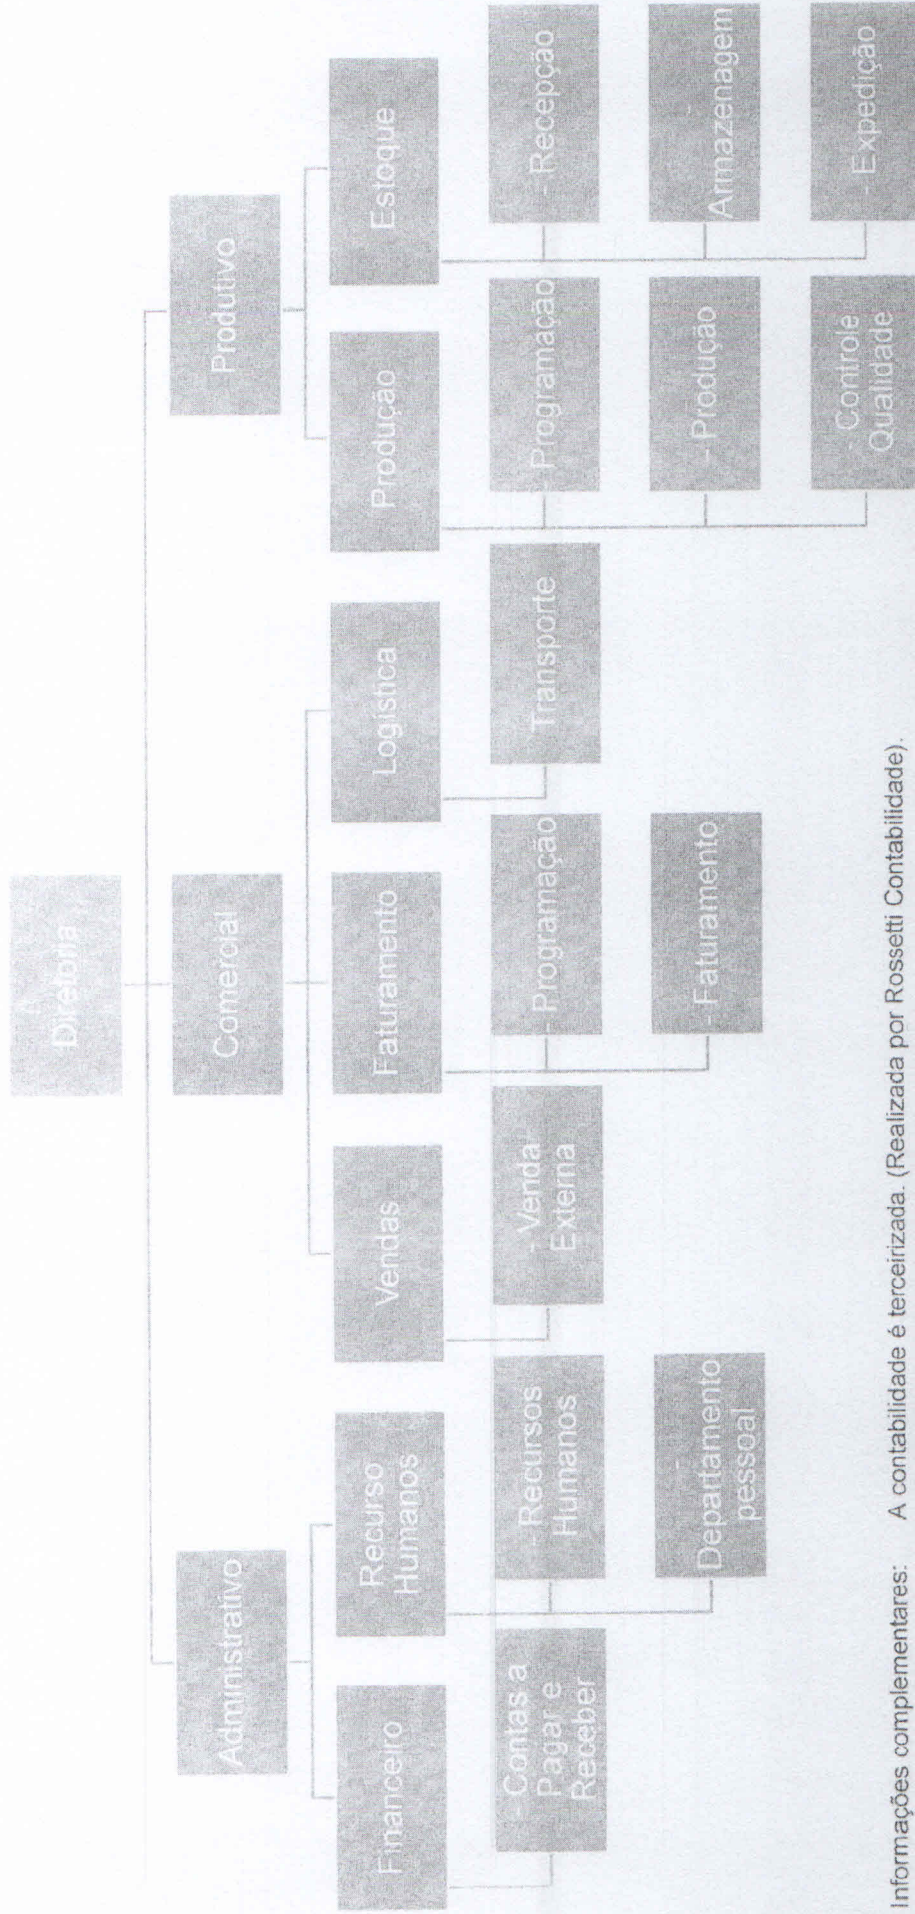 Diretoria
Administrativo
Comercial
Produtivo
Financeiro
Recurso
Humanos
Vendas
Faturamento
Logística
Produção
Estoque
- Contas a
Pagar e
Receber
- Recursos
Humanos
-
Departamento
pessoal
- Venda
Externa
- Programação
- Faturamento
Transporte
- Programação
- Produção
- Controle
Qualidade
- Recepção
-
Armazenagem
- Expedição
Informações complementares: A contabilidade é terceirizada. (Realizada por Rossetti Contabilidade).